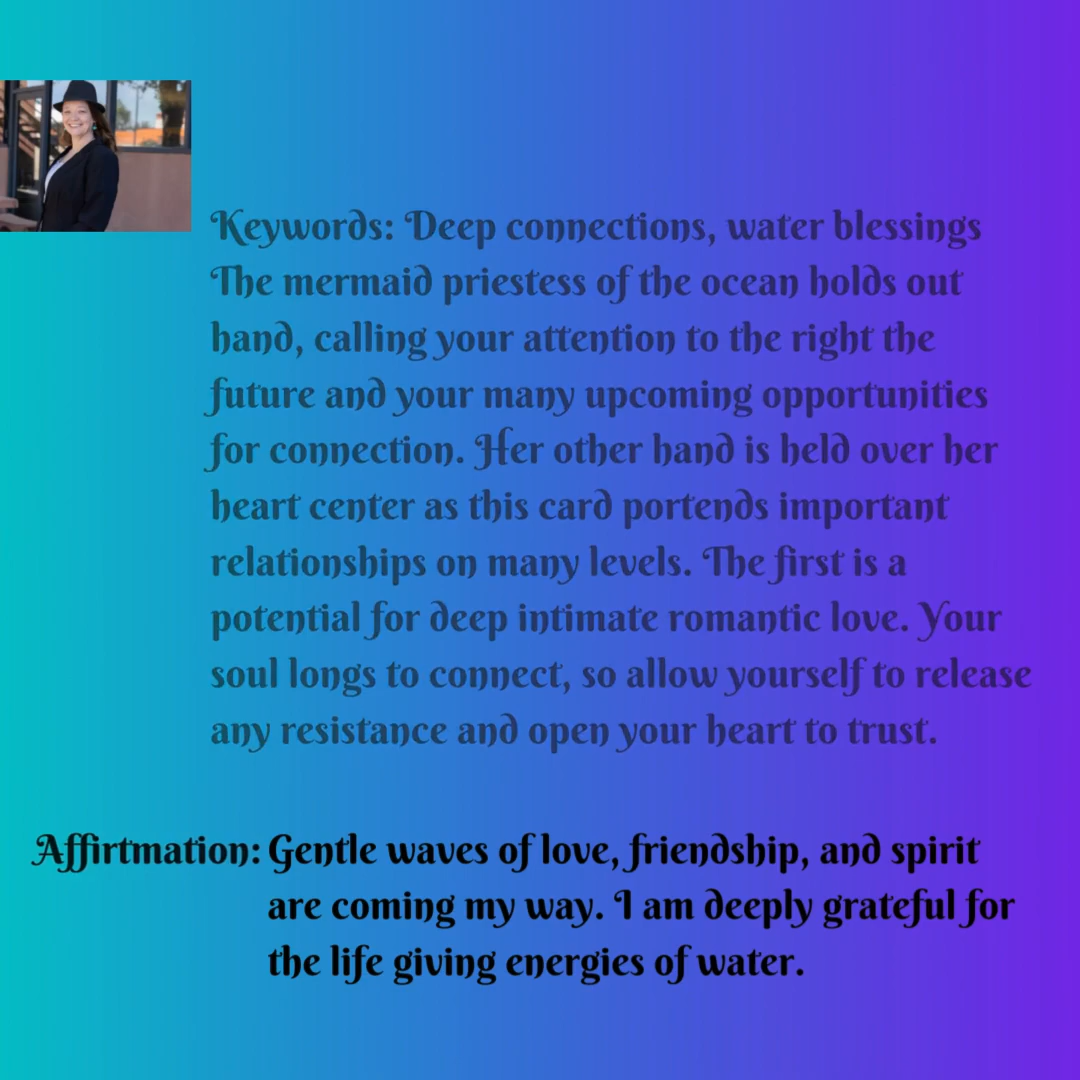 Keywords: Deep connections, water blessings
The mermaid priestess of the ocean holds out
hand, calling your attention to the right the
future and your many upcoming opportunities
for connection. Her other hand is held over her
heart center as this card portends important
relationships on many levels. The first is a
potential for deep intimate romantic love. Your
soul longs to connect, so allow yourself to release
any resistance and open your heart to trust.
Affirtmation: Gentle waves of love, friendship, and spirit
are coming my way. I am deeply grateful for
the life giving energies of water.